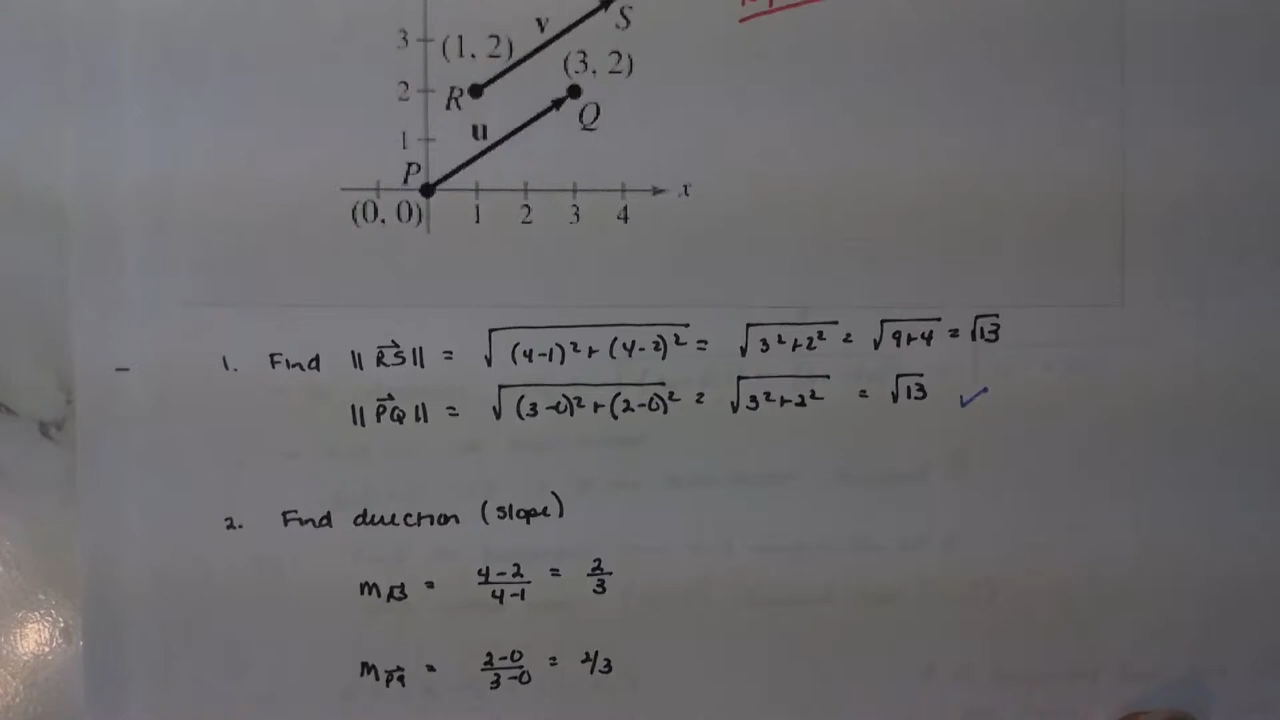 v
S
3
(1, 2)
(3, 2)
2
R
Q
u
1
P
x
(0, 0)
1 2 3 4
1. Find ||RS→|| = √((4-1)²+(4-2)²) = √(3²+2²) = √(9+4) = √13
||PQ→|| = √((3-0)²+(2-0)²) = √(3²+2²) = √13 ✓
2. Find direction (slope)
m RS→ = 4-2/4-1 = 2/3
m PQ→ = 2-0/3-0 = 2/3